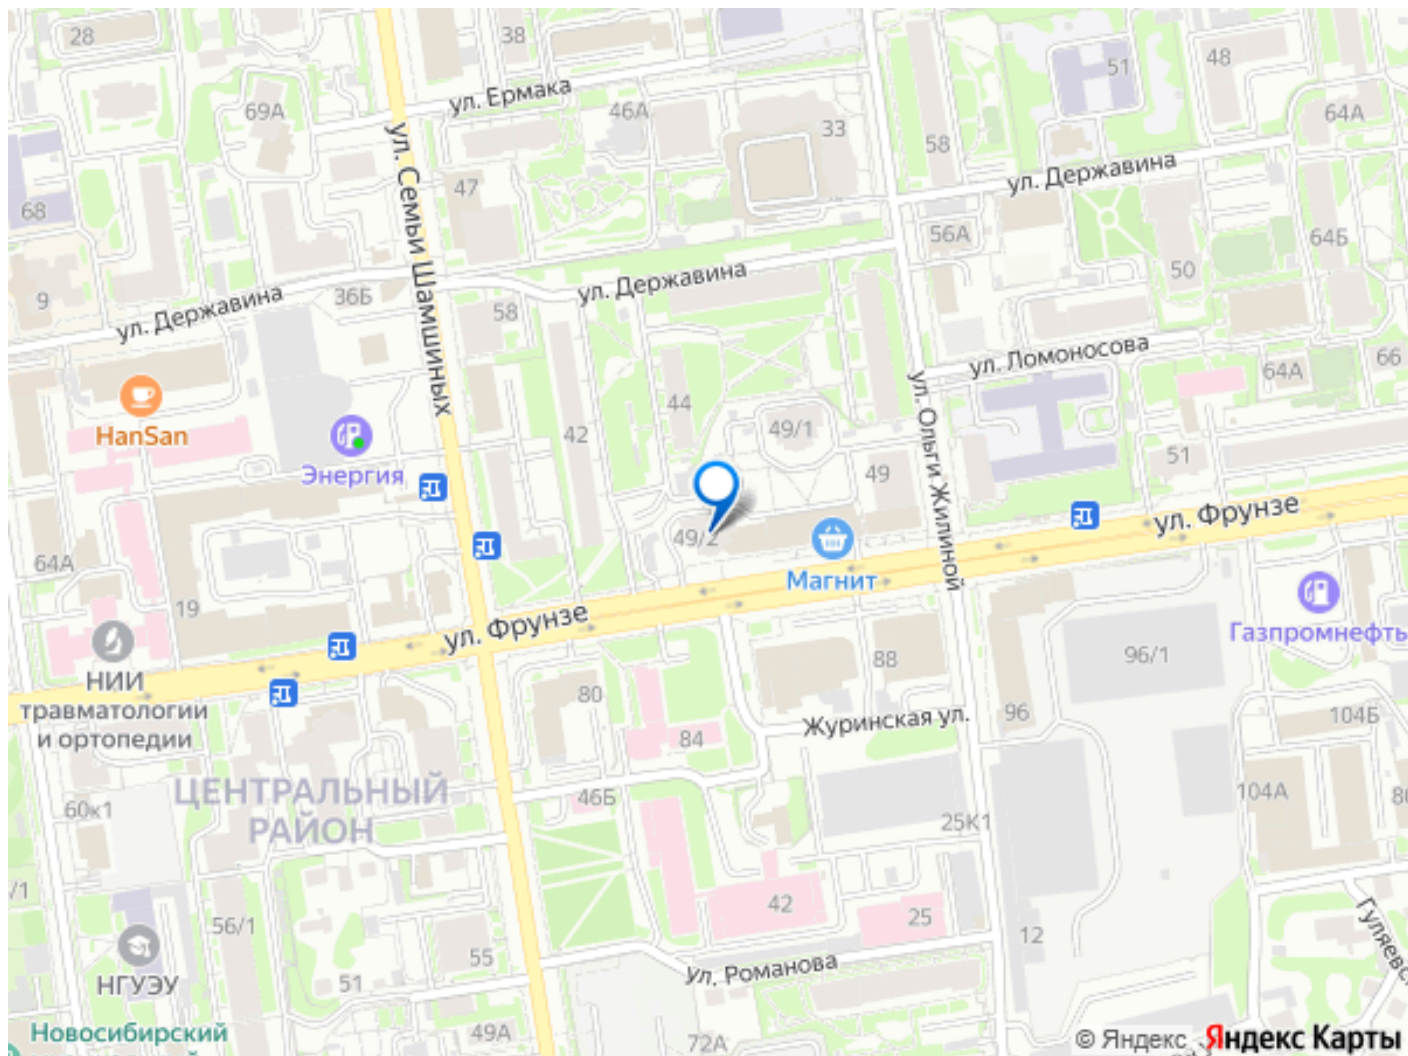 28
38
ул. Ермака
69А
46А
33
51
48
64А
58
ул. Державина
47
68
ул. Семьи Шамшиных
56А
64Б
50
9
ул. Державина
36Б
ул. Державина
58
ул. Ломоносова
64А
66
HanSan
Энергия
44
42
49/1
49
ул. Ольги Жилиной
51
ул. Фрунзе
49/2
Магнит
64А
19
ул. Фрунзе
Газпромнефть
НИИ
травматологии
и ортопедии
80
88
96/1
84
Журинская ул.
96
104Б
ЦЕНТРАЛЬНЫЙ
РАЙОН
60к1
46Б
25К1
104А
/1
56/1
42
25
12
Гуляевс
НГУЭУ
51
55
ул. Романова
Новосибирский
49А
72А
© Яндекс Яндекс Карты